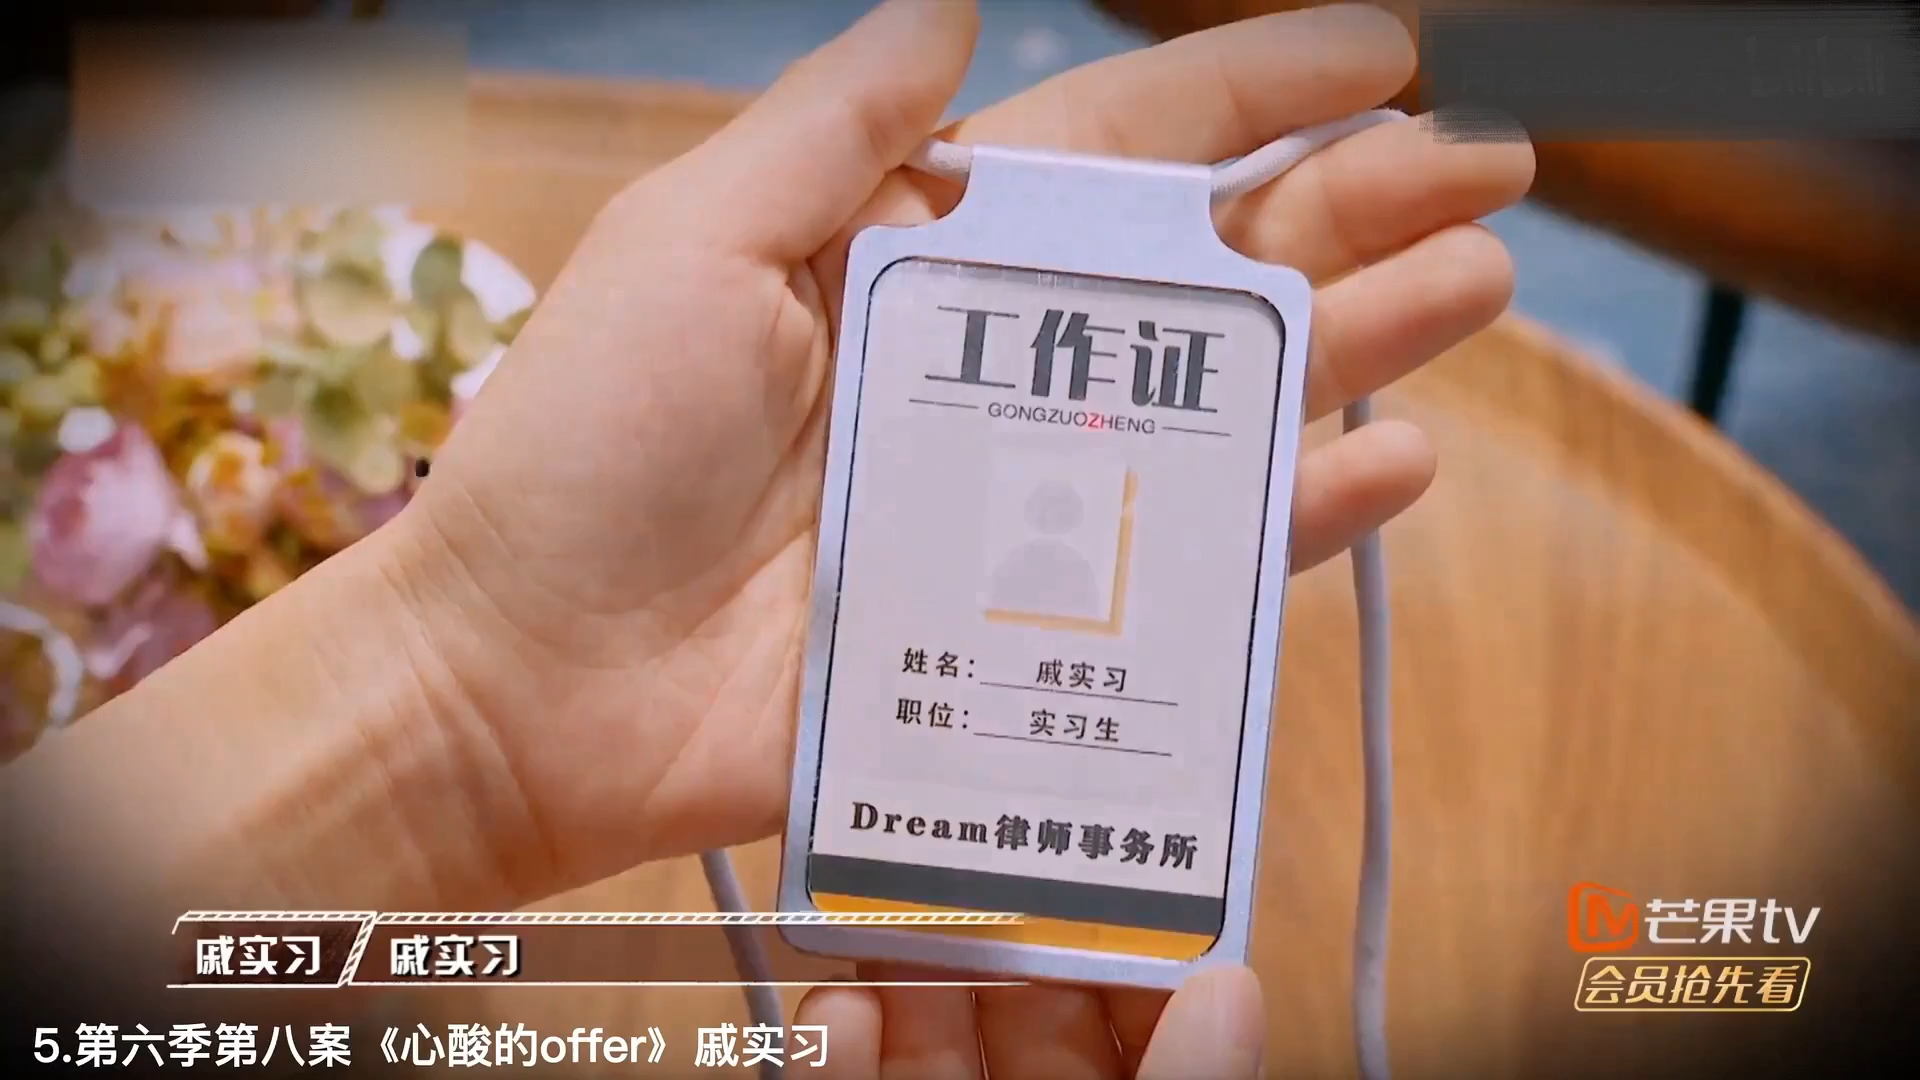 工作证
GONGZUOZHENG
姓名: 戚实习
职位: 实习生
Dream律师事务所
戚实习 戚实习
芒果tv
会员抢先看
5.第六季第八案《心酸的offer》戚实习